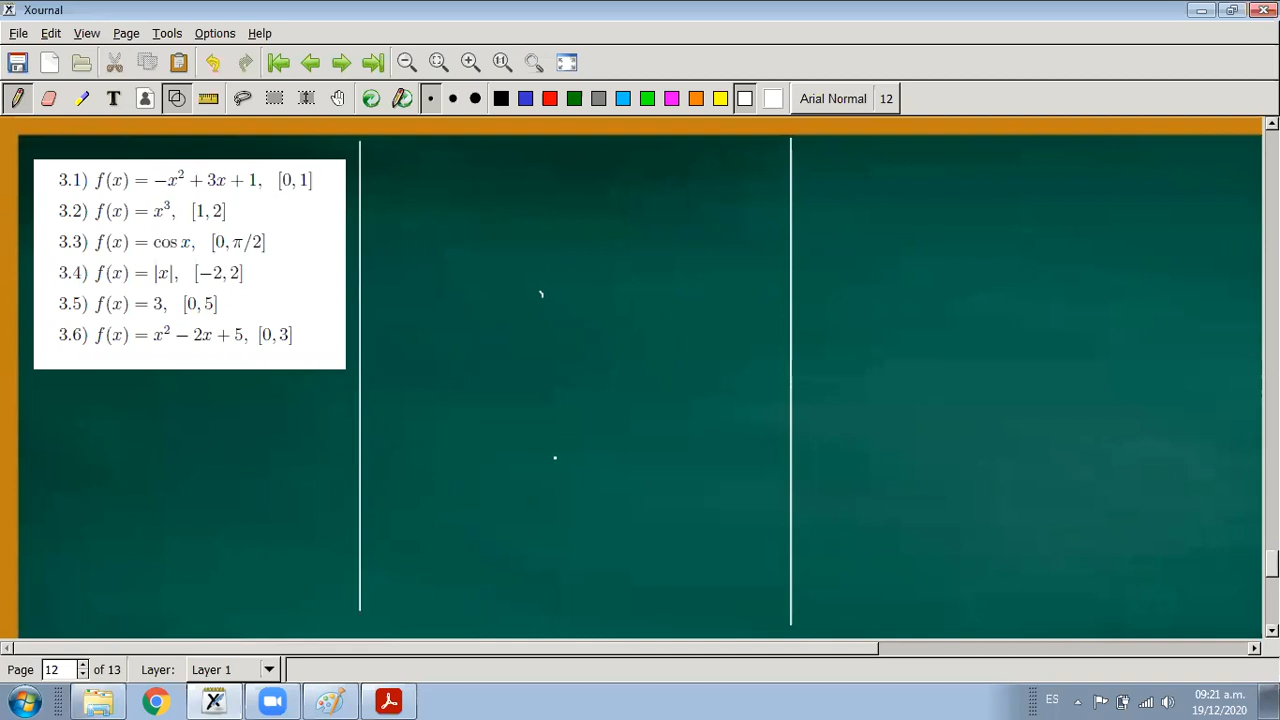 Xournal
File Edit View Page Tools Options Help
Arial Normal 12
3.1) f(x) = −x² + 3x + 1, [0, 1]
3.2) f(x) = x³, [1, 2]
3.3) f(x) = cos x, [0, π/2]
3.4) f(x) = |x|, [−2, 2]
3.5) f(x) = 3, [0, 5]
3.6) f(x) = x² − 2x + 5, [0, 3]
Page 12 of 13 Layer: Layer 1
ES 09:21 a.m.
19/12/2020